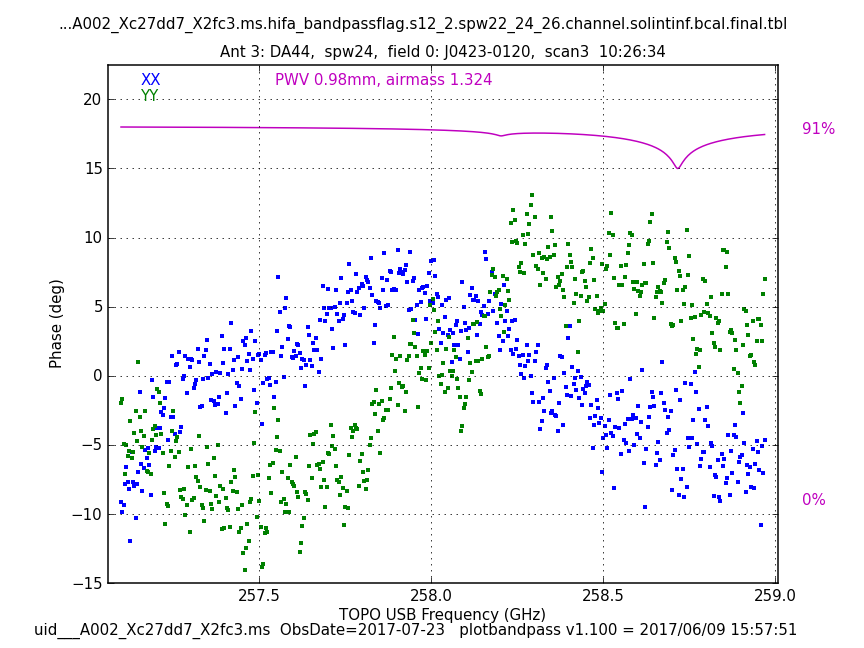 ...A002_Xc27dd7_X2fc3.ms.hifa_bandpassflag.s12_2.spw22_24_26.channel.solintinf.bcal.final.tbl
Ant 3: DA44,  spw24,  field 0: J0423-0120,  scan3  10:26:34
XX
PWV 0.98mm, airmass 1.324
YY
20
91%
15
10
5
Phase (deg)
0
−5
−10
0%
−15
257.5
258.0
258.5
259.0
TOPO USB Frequency (GHz)
uid___A002_Xc27dd7_X2fc3.ms  ObsDate=2017-07-23   plotbandpass v1.100 = 2017/06/09 15:57:51